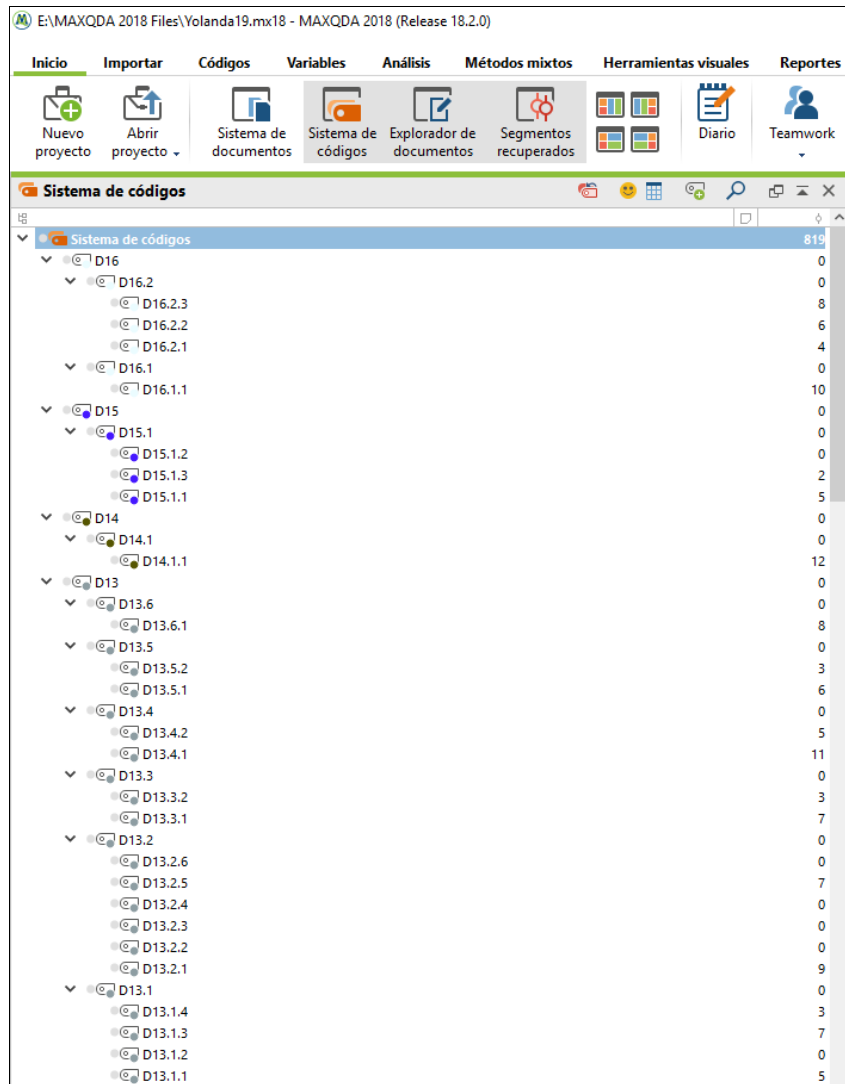 E:\MAXQDA 2018 Files\Yolanda19.mx18 - MAXQDA 2018 (Release 18.2.0)
Inicio Importar Códigos Variables Análisis Métodos mixtos Herramientas visuales Reportes
Nuevo proyecto Abrir proyecto Sistema de documentos Sistema de códigos Explorador de documentos Segmentos recuperados Diario Teamwork
Sistema de códigos
Sistema de códigos 819
D16 0
D16.2 0
D16.2.3 8
D16.2.2 6
D16.2.1 4
D16.1 0
D16.1.1 10
D15 0
D15.1 0
D15.1.2 0
D15.1.3 2
D15.1.1 5
D14 0
D14.1 0
D14.1.1 12
D13 0
D13.6 0
D13.6.1 8
D13.5 0
D13.5.2 3
D13.5.1 6
D13.4 0
D13.4.2 5
D13.4.1 11
D13.3 0
D13.3.2 3
D13.3.1 7
D13.2 0
D13.2.6 0
D13.2.5 7
D13.2.4 0
D13.2.3 0
D13.2.2 0
D13.2.1 9
D13.1 0
D13.1.4 3
D13.1.3 7
D13.1.2 0
D13.1.1 5